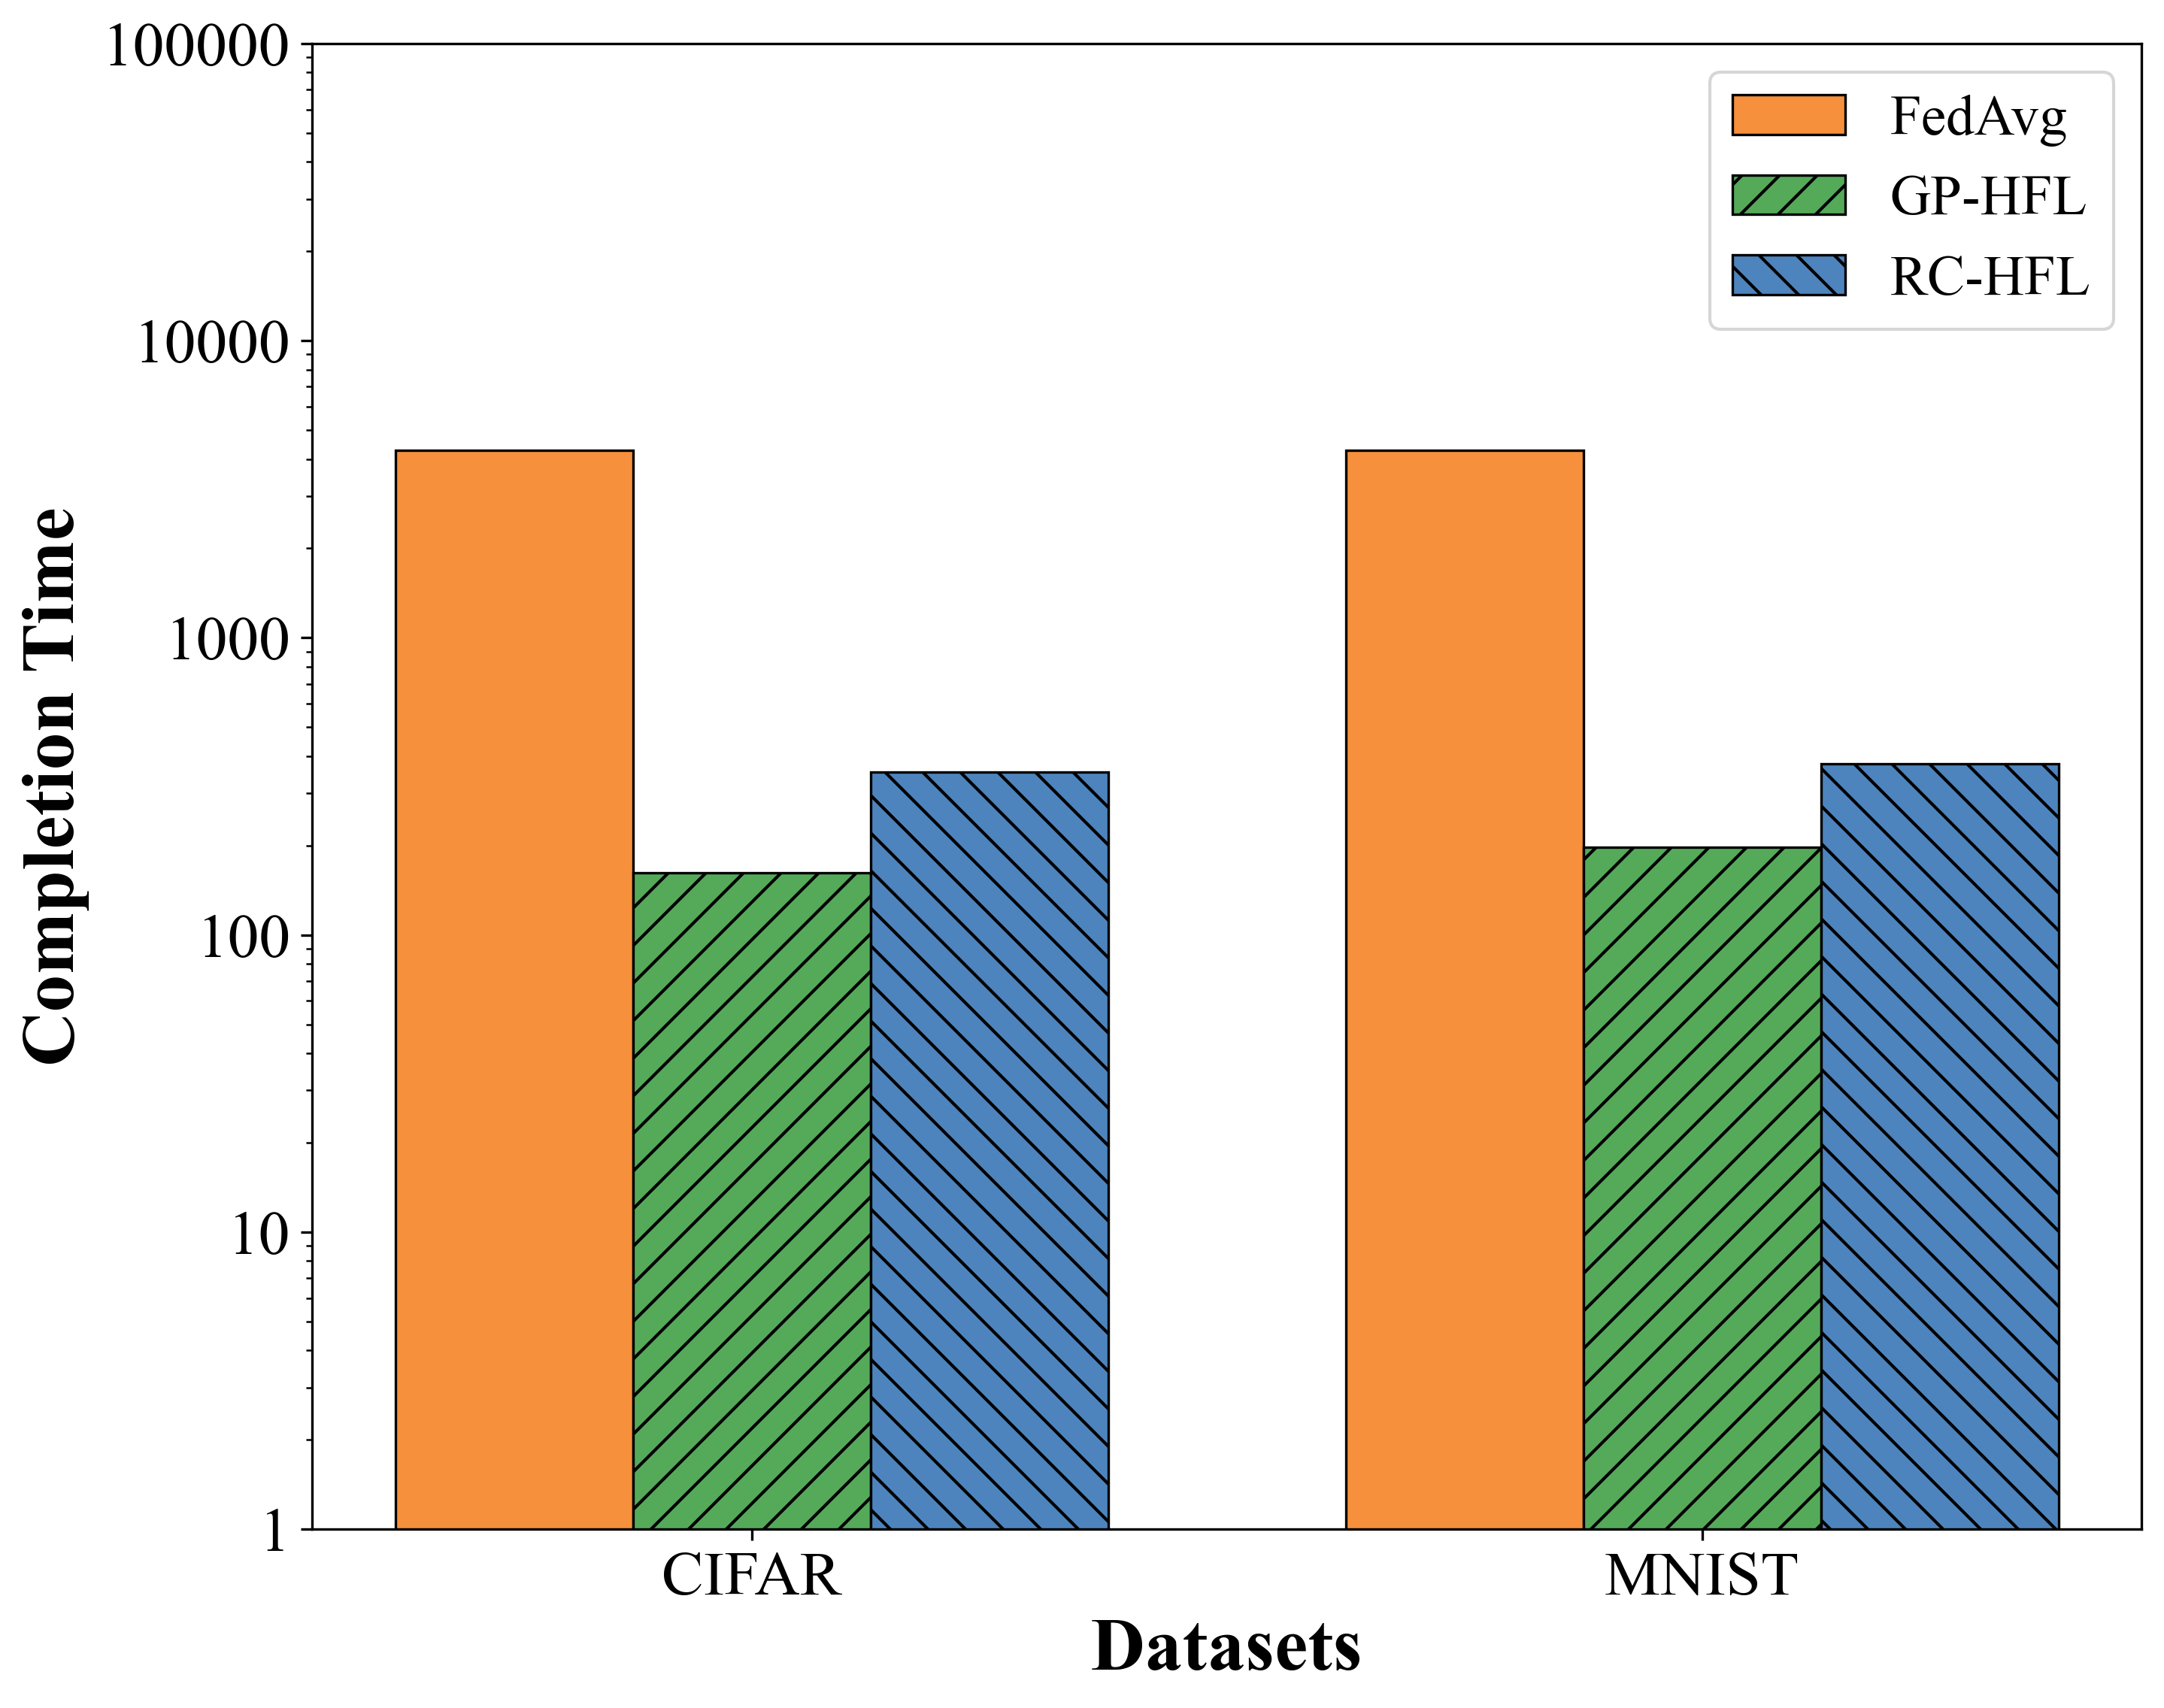 100000
10000
1000
100
10
1
Completion Time
FedAvg
GP-HFL
RC-HFL
CIFAR
MNIST
Datasets